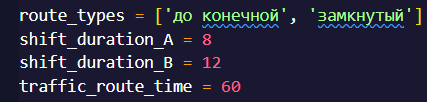 route_types = ['до конечной', 'замкнутый']
shift_duration_A = 8
shift_duration_B = 12
traffic_route_time = 60